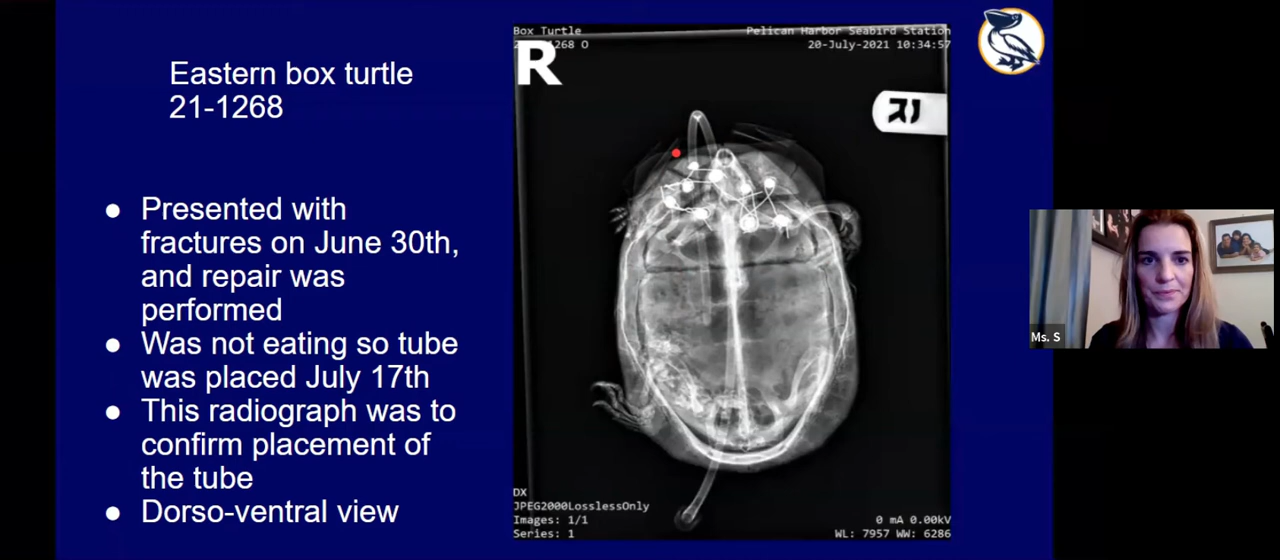 Eastern box turtle
21-1268
Presented with
fractures on June 30th,
and repair was
performed
Was not eating so tube
was placed July 17th
This radiograph was to
confirm placement of
the tube
Dorso-ventral view
Box Turtle
Pelican Harbor Seabird Station
1268 O
20-July-2021 10:34:57
R
DX
JPEG2000LosslessOnly
Images: 1/1
Series: 1
0 mA 0.00kV
WL: 7957 WW: 6286
Ms. S